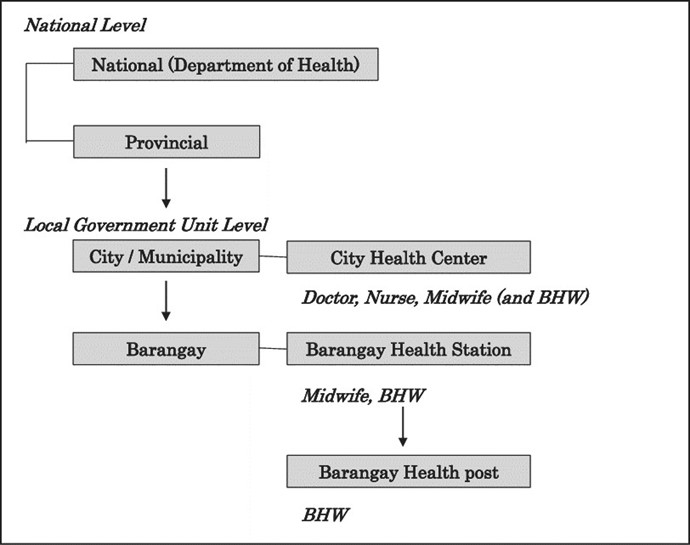 National Level
National (Department of Health)
Provincial
Local Government Unit Level
City / Municipality
City Health Center
Doctor, Nurse, Midwife (and BHW)
Barangay
Barangay Health Station
Midwife, BHW
Barangay Health post
BHW